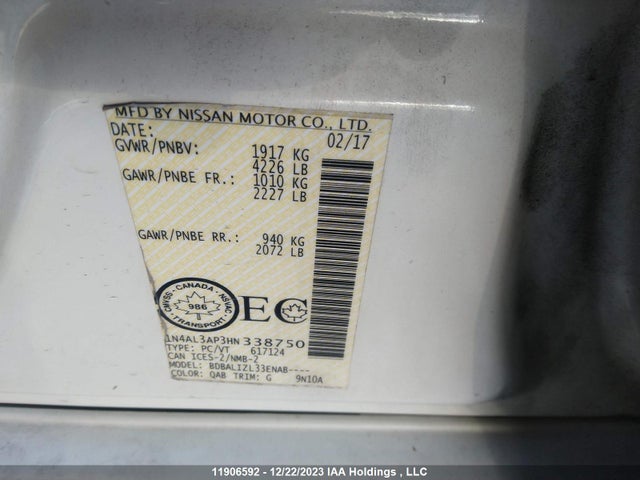 MFD BY NISSAN MOTOR CO., LTD.
DATE: 02/17
GVWR/PNBV: 1917 KG
4226 LB
GAWR/PNBE FR.: 1010 KG
2227 LB
GAWR/PNBE RR.: 940 KG
2072 LB
CMVSS · CANADA · NSVAC
986
TRANSPORT
EC
1N4AL3AP3HN338750
TYPE: PC/VT 617124
CAN ICES-2/NMB-2
MODEL: BDBALIZL33ENAB----
COLOR: QAB TRIM: G 9N10A
11906592 - 12/22/2023 IAA Holdings , LLC